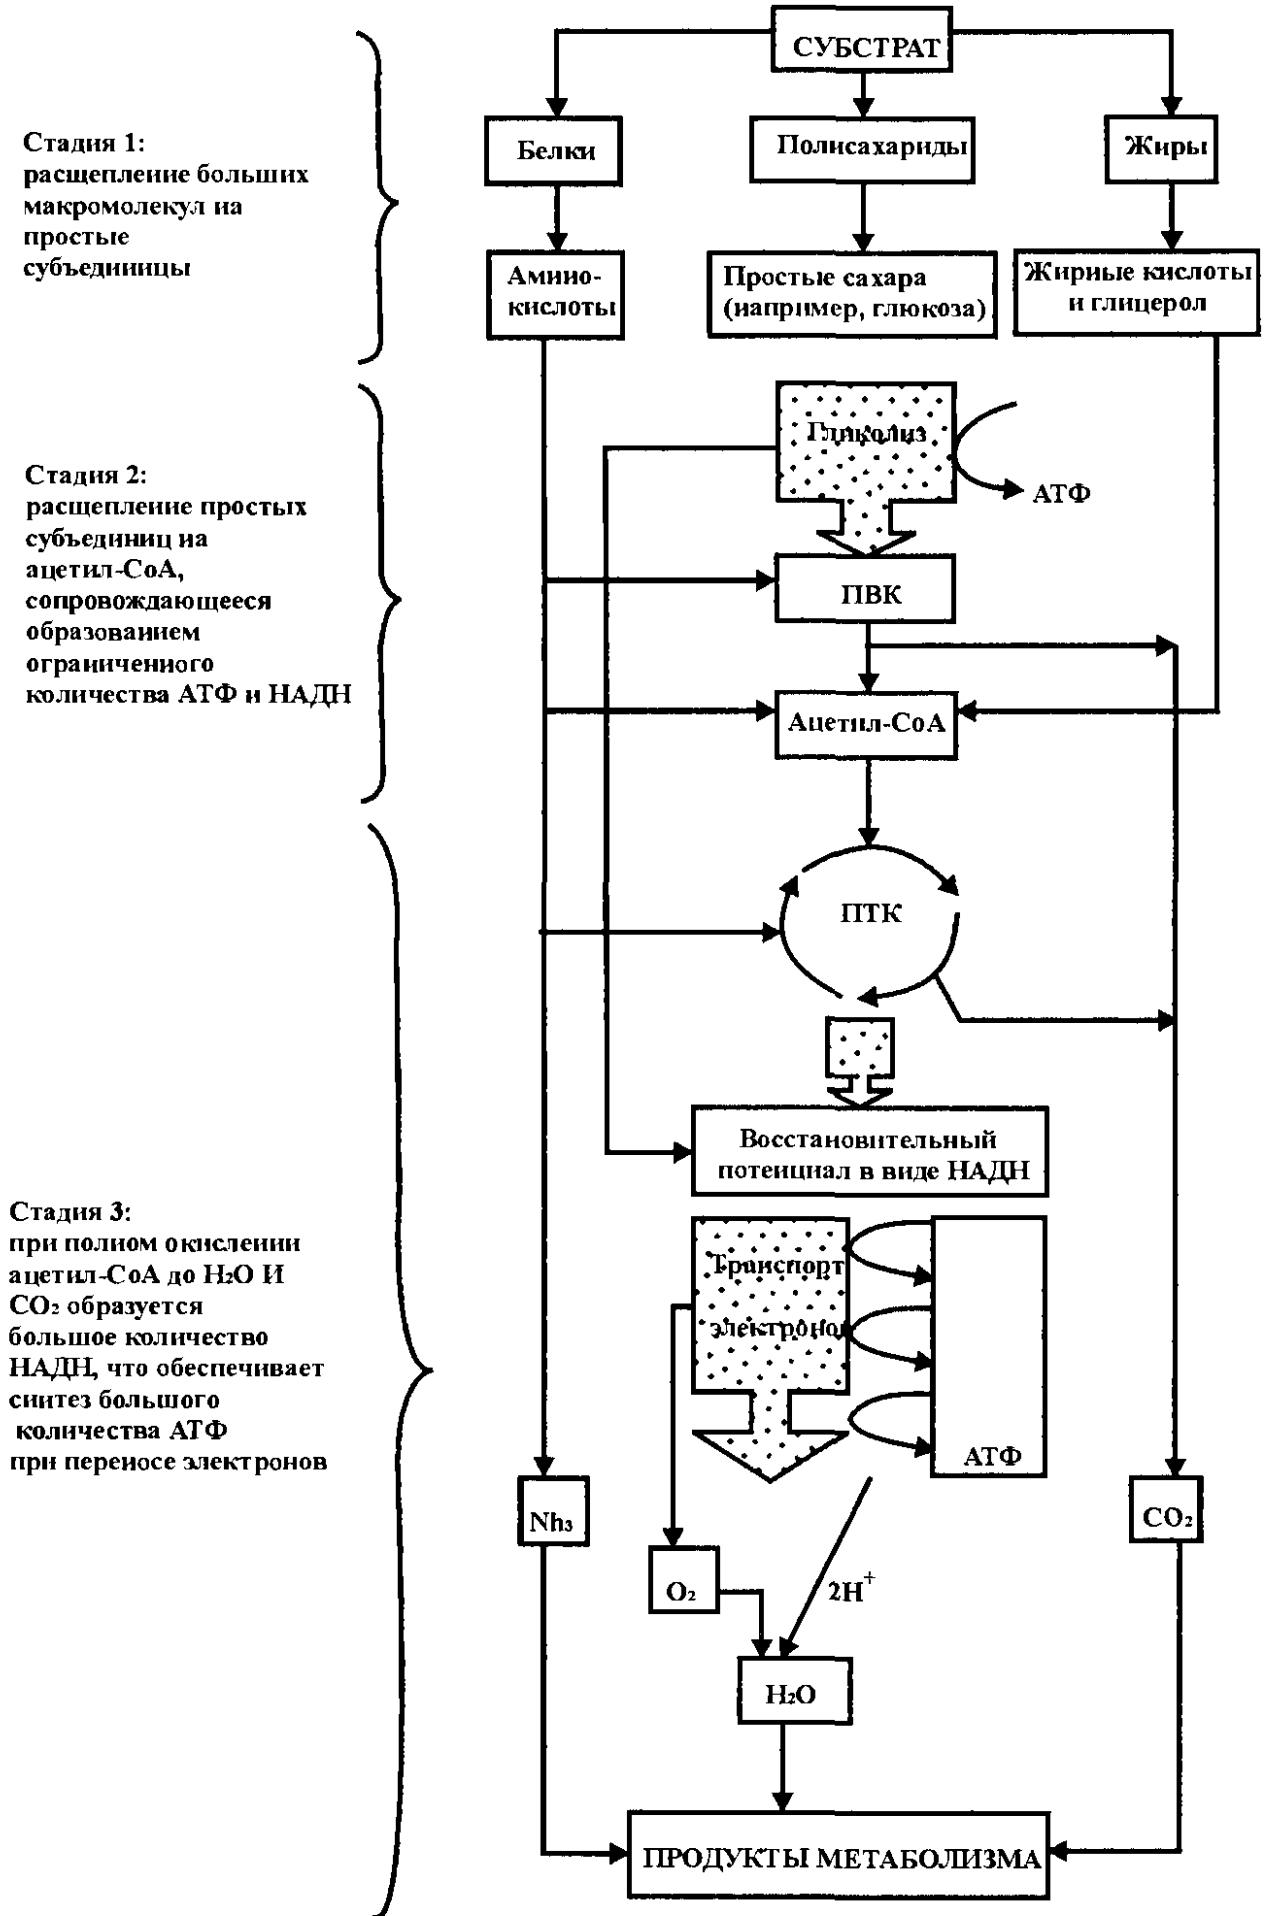 СУБСТРАТ
Белки
Полисахариды
Жиры
Стадия 1:
расщепление больших
макромолекул на
простые
субъединицы
Амино-
кислоты
Простые сахара
(например, глюкоза)
Жирные кислоты
и глицерол
Гликолиз
АТФ
Стадия 2:
расщепление простых
субъединиц на
ацетил-СоА,
сопровождающееся
образованием
ограниченного
количества АТФ и НАДН
ПВК
Ацетил-СоА
ПТК
Восстановительный
потенциал в виде НАДН
Стадия 3:
при полном окислении
ацетил-СоА до H₂O И
CO₂ образуется
большое количество
НАДН, что обеспечивает
синтез большого
количества АТФ
при переносе электронов
Транспорт
электронов
АТФ
Nh₃
CO₂
O₂
2H⁺
H₂O
ПРОДУКТЫ МЕТАБОЛИЗМА